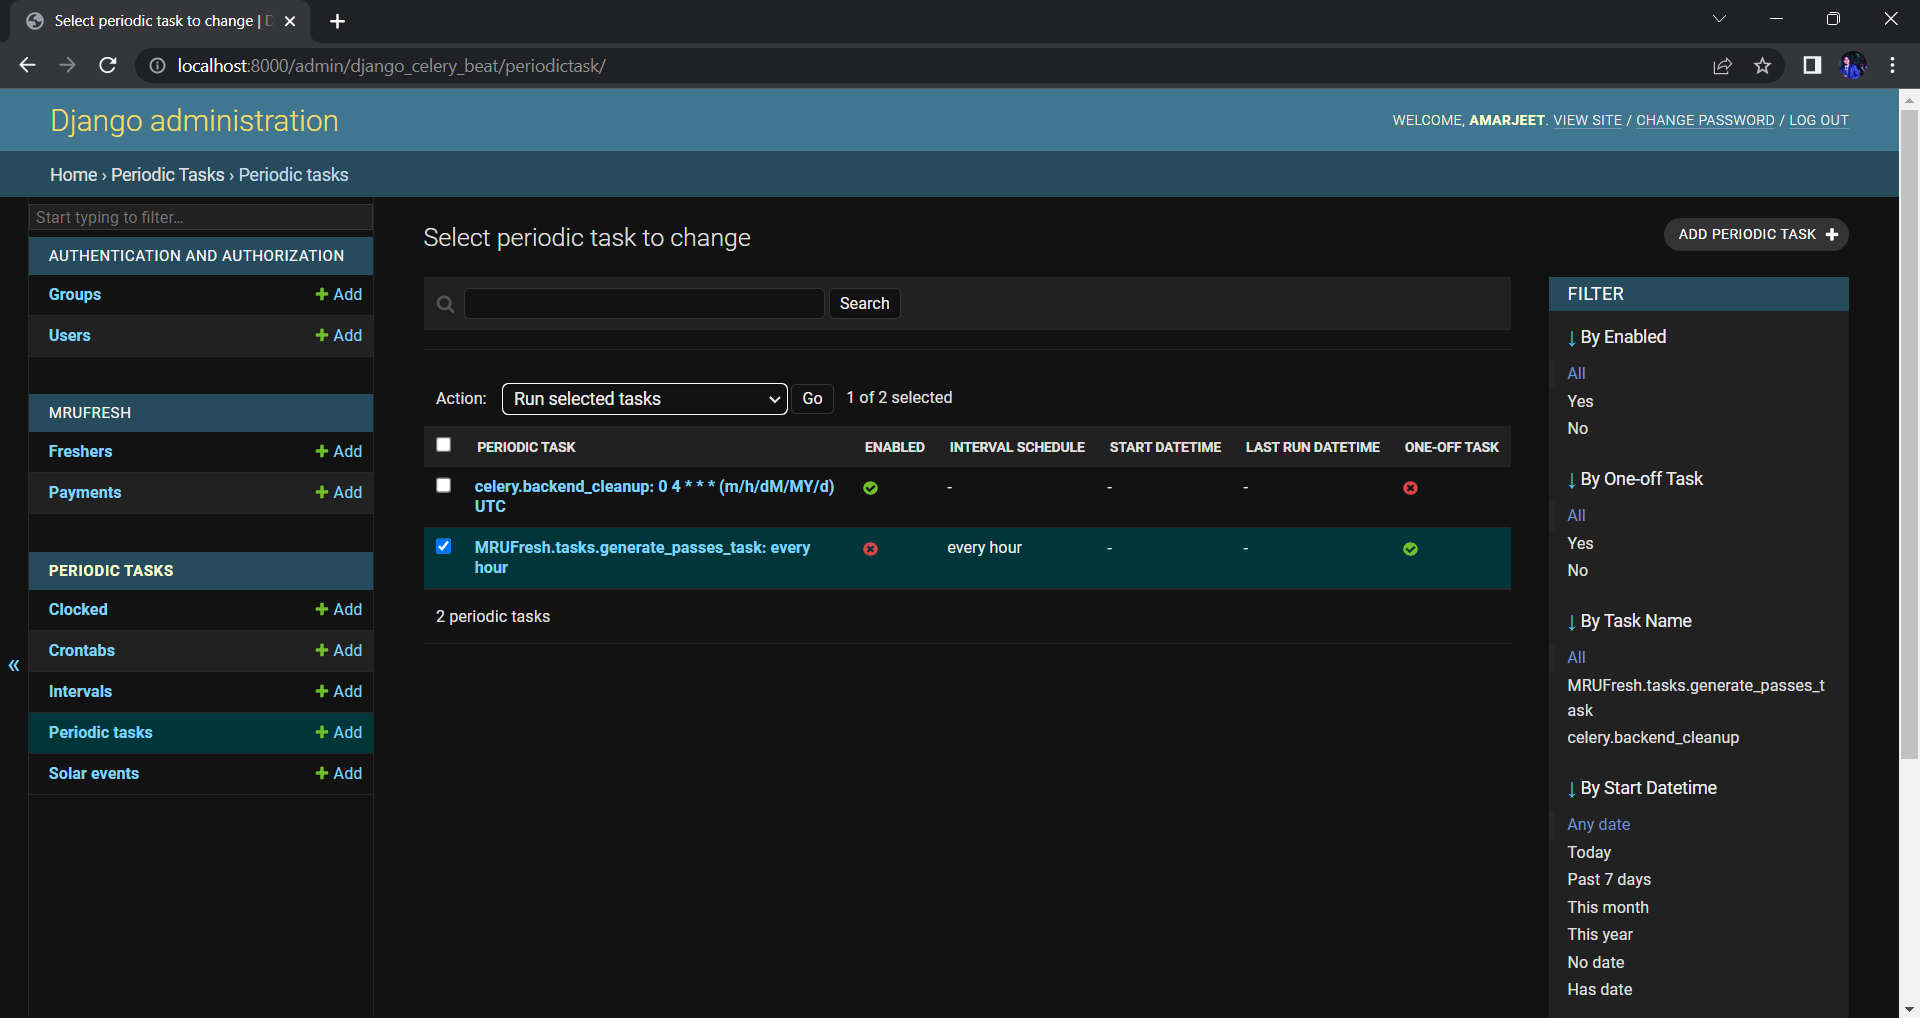 Select periodic task to change |
localhost:8000/admin/django_celery_beat/periodictask/
Django administration
WELCOME, AMARJEET. VIEW SITE / CHANGE PASSWORD / LOG OUT
Home › Periodic Tasks › Periodic tasks
Start typing to filter...
AUTHENTICATION AND AUTHORIZATION
Groups Add
Users Add
MRUFRESH
Freshers Add
Payments Add
PERIODIC TASKS
Clocked Add
Crontabs Add
Intervals Add
Periodic tasks Add
Solar events Add
«
Select periodic task to change
ADD PERIODIC TASK +
Search
Action: Run selected tasks Go 1 of 2 selected
PERIODIC TASK ENABLED INTERVAL SCHEDULE START DATETIME LAST RUN DATETIME ONE-OFF TASK
celery.backend_cleanup: 0 4 * * * (m/h/dM/MY/d) - - -
UTC
MRUFresh.tasks.generate_passes_task: every every hour - -
hour
2 periodic tasks
FILTER
↓ By Enabled
All
Yes
No
↓ By One-off Task
All
Yes
No
↓ By Task Name
All
MRUFresh.tasks.generate_passes_t
ask
celery.backend_cleanup
↓ By Start Datetime
Any date
Today
Past 7 days
This month
This year
No date
Has date